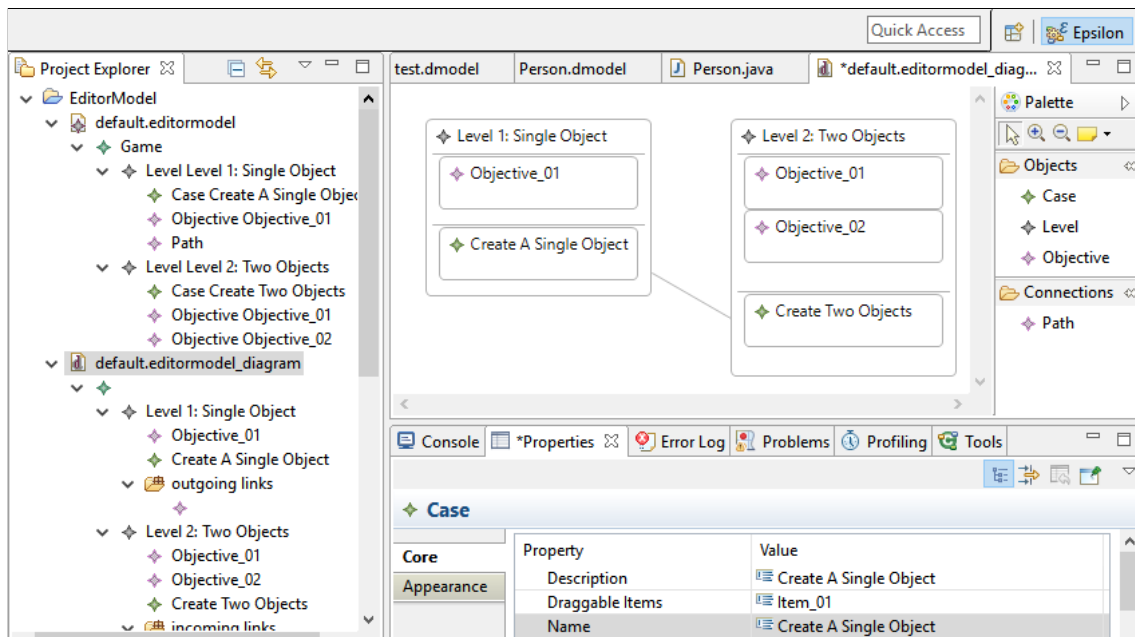 Quick Access
Epsilon
Project Explorer
EditorModel
default.editormodel
Game
Level Level 1: Single Object
Case Create A Single Objec
Objective Objective_01
Path
Level Level 2: Two Objects
Case Create Two Objects
Objective Objective_01
Objective Objective_02
default.editormodel_diagram
Level 1: Single Object
Objective_01
Create A Single Object
outgoing links
Level 2: Two Objects
Objective_01
Objective_02
Create Two Objects
incoming links
test.dmodel
Person.dmodel
Person.java
*default.editormodel_diag...
Level 1: Single Object
Objective_01
Create A Single Object
Level 2: Two Objects
Objective_01
Objective_02
Create Two Objects
Palette
Objects
Case
Level
Objective
Connections
Path
Console
*Properties
Error Log
Problems
Profiling
Tools
Case
Core
Appearance
Property Value
Description Create A Single Object
Draggable Items Item_01
Name Create A Single Object